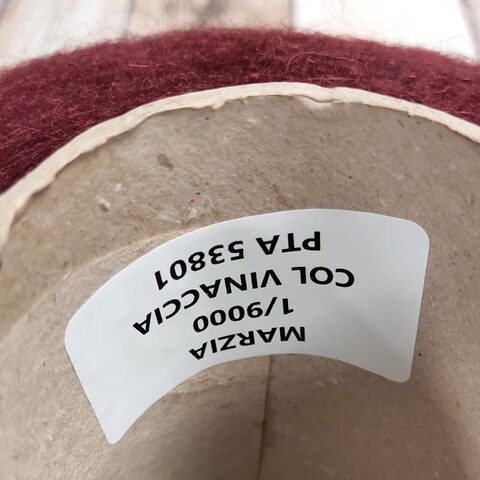 MARZIA
1/9000
COL VINACCIA
PTA 53801